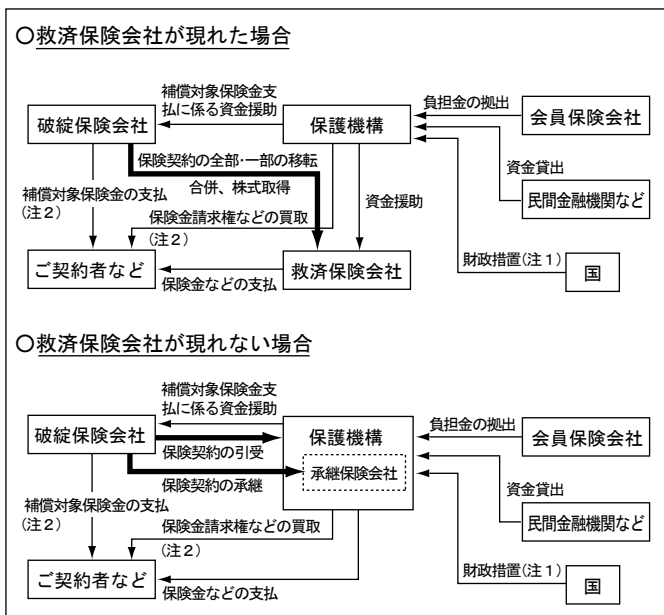 〇救済保険会社が現れた場合
補償対象保険金支
払に係る資金援助
負担金の拠出
破綻保険会社
保護機構
会員保険会社
保険契約の全部・一部の移転
資金貸出
補償対象保険金の支払
(注２)
合併、株式取得
資金援助
民間金融機関など
保険金請求権などの買取
(注２)
財政措置(注１)
ご契約者など
救済保険会社
国
保険金などの支払
〇救済保険会社が現れない場合
補償対象保険金支
払に係る資金援助
負担金の拠出
破綻保険会社
保護機構
会員保険会社
保険契約の引受
承継保険会社
保険契約の承継
資金貸出
補償対象保険金の支払
(注２)
民間金融機関など
保険金請求権などの買取
(注２)
財政措置(注１)
ご契約者など
保険金などの支払
国